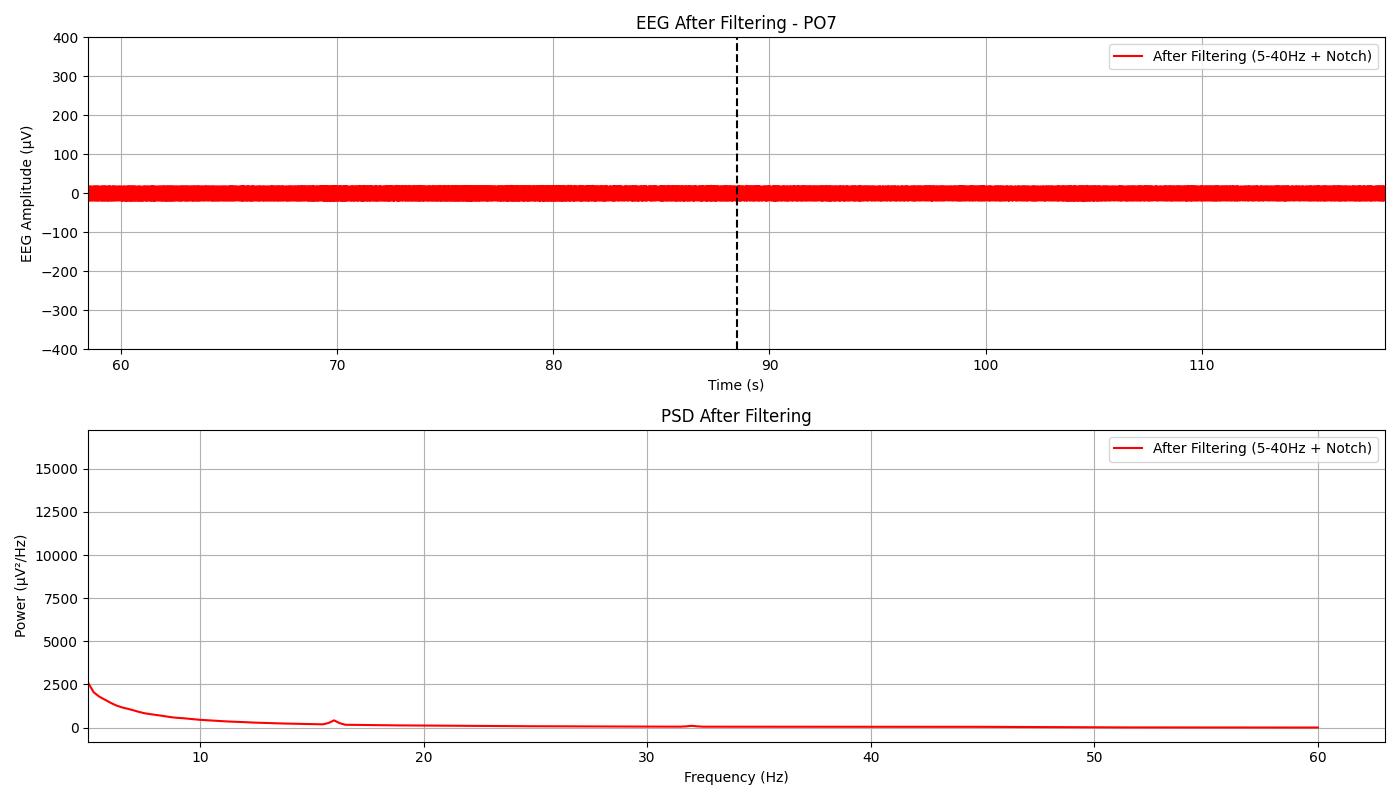 EEG After Filtering - PO7
After Filtering (5-40Hz + Notch)
EEG Amplitude (µV)
400
300
200
100
0
−100
−200
−300
−400
60 70 80 90 100 110
Time (s)
PSD After Filtering
After Filtering (5-40Hz + Notch)
Power (µV²/Hz)
15000
12500
10000
7500
5000
2500
0
10 20 30 40 50 60
Frequency (Hz)